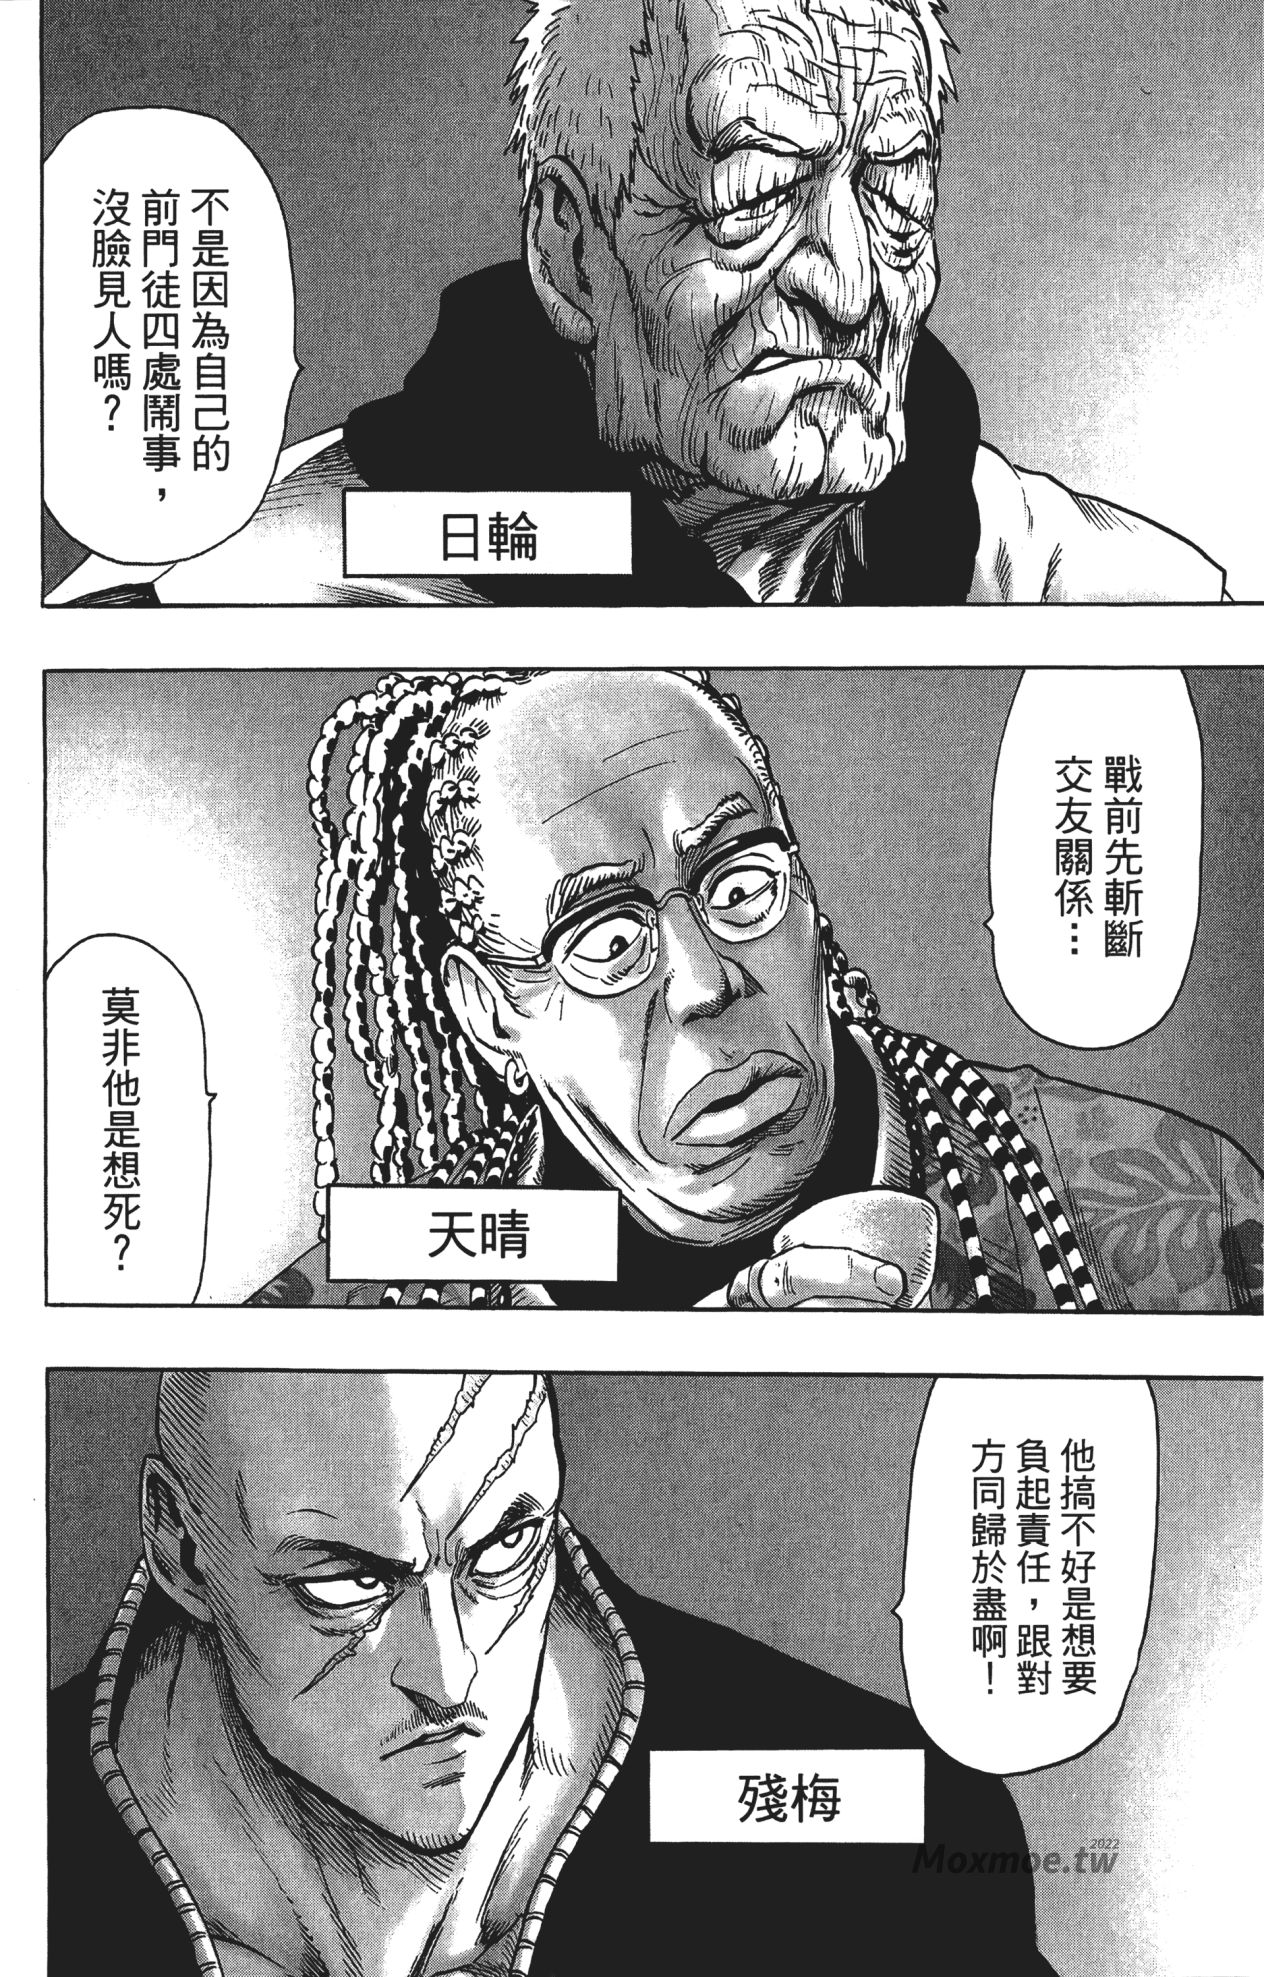 不是因為自己的
前門徒四處鬧事，
沒臉見人嗎？
日輪
戰前先斬斷
交友關係…
莫非他是想死？
天晴
他搞不好是想要
負起責任，跟對
方同歸於盡啊！
殘梅
2022
Moxmoe.tw